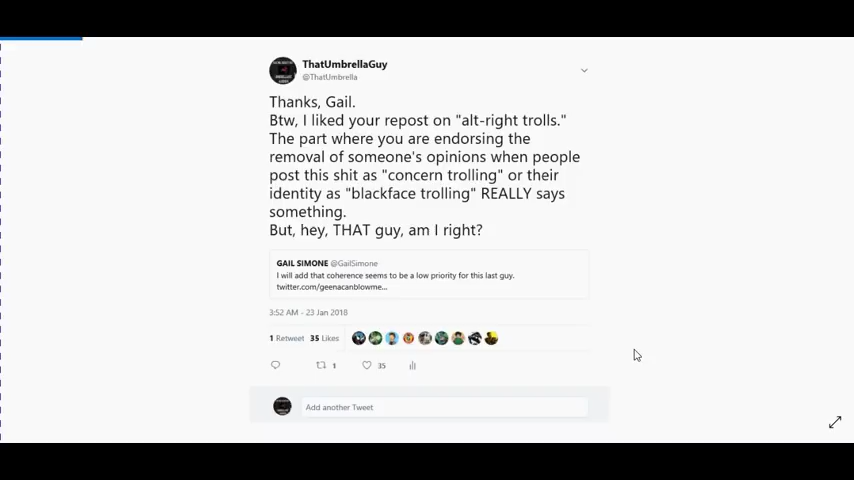 ThatUmbrellaGuy
@ThatUmbrella
Thanks, Gail.
Btw, I liked your repost on "alt-right trolls."
The part where you are endorsing the
removal of someone's opinions when people
post this shit as "concern trolling" or their
identity as "blackface trolling" REALLY says
something.
But, hey, THAT guy, am I right?
GAIL SIMONE @GailSimone
I will add that coherence seems to be a low priority for this last guy.
twitter.com/geenacanblowme...
3:52 AM - 23 Jan 2018
1 Retweet 35 Likes
1 35
Add another Tweet